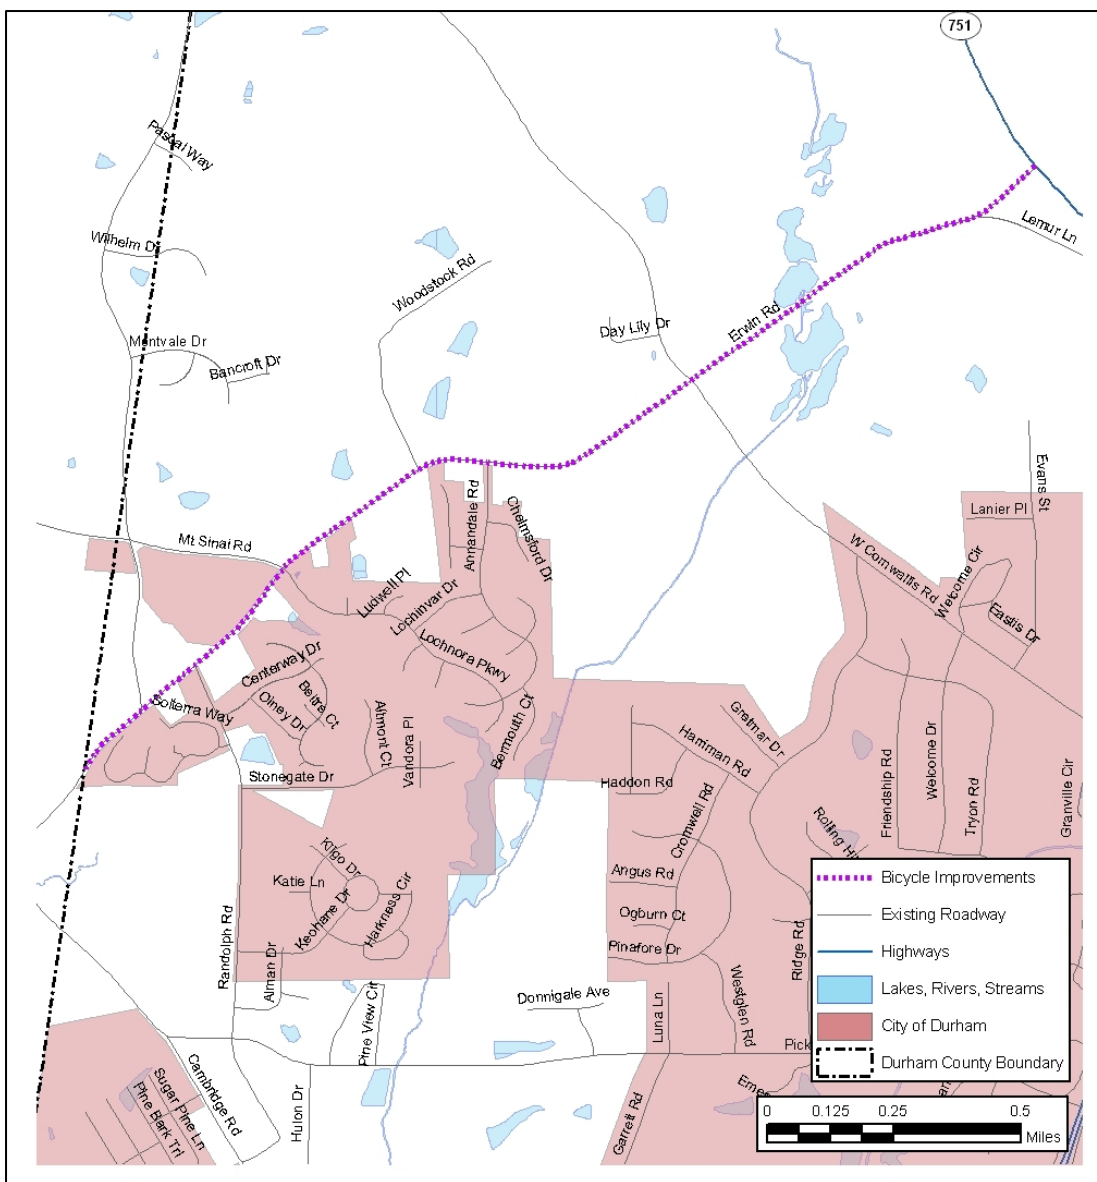 751
Pascal Way
Wilhelm Dr
Lemur Ln
Woodstock Rd
Erwin Rd
Day Lily Dr
Montvale Dr
Bancroft Dr
Evans St
Annandale Rd
Chelmsford Dr
Lanier Pl
Mt Sinai Rd
W Cornwallis Rd
Welcome Cir
Ludwell Pl
Lochinvar Dr
Eastis Dr
Lochnora Pkwy
Centerway Dr
Beltre Ct
Solterra Way
Olney Dr
Almont Ct
Vandora Pl
Bermouth Ct
Gretmar Dr
Harriman Rd
Stonegate Dr
Haddon Rd
Friendship Rd
Welcome Dr
Tryon Rd
Granville Cir
Cromwell Rd
Rolling Hil
Kilgo Dr
Katie Ln
Angus Rd
Keohane Dr
Harkness Cir
Ogburn Ct
Randolph Rd
Pinafore Dr
Ridge Rd
Alman Dr
Pine View Cir
Donnigale Ave
Luna Ln
Westglen Rd
Pick
Cambridge Rd
Sugar Pine Ln
Pine Bark Trl
Hulon Dr
Garrett Rd
Bicycle Improvements
Existing Roadway
Highways
Lakes, Rivers, Streams
City of Durham
Durham County Boundary
0 0.125 0.25 0.5
Miles